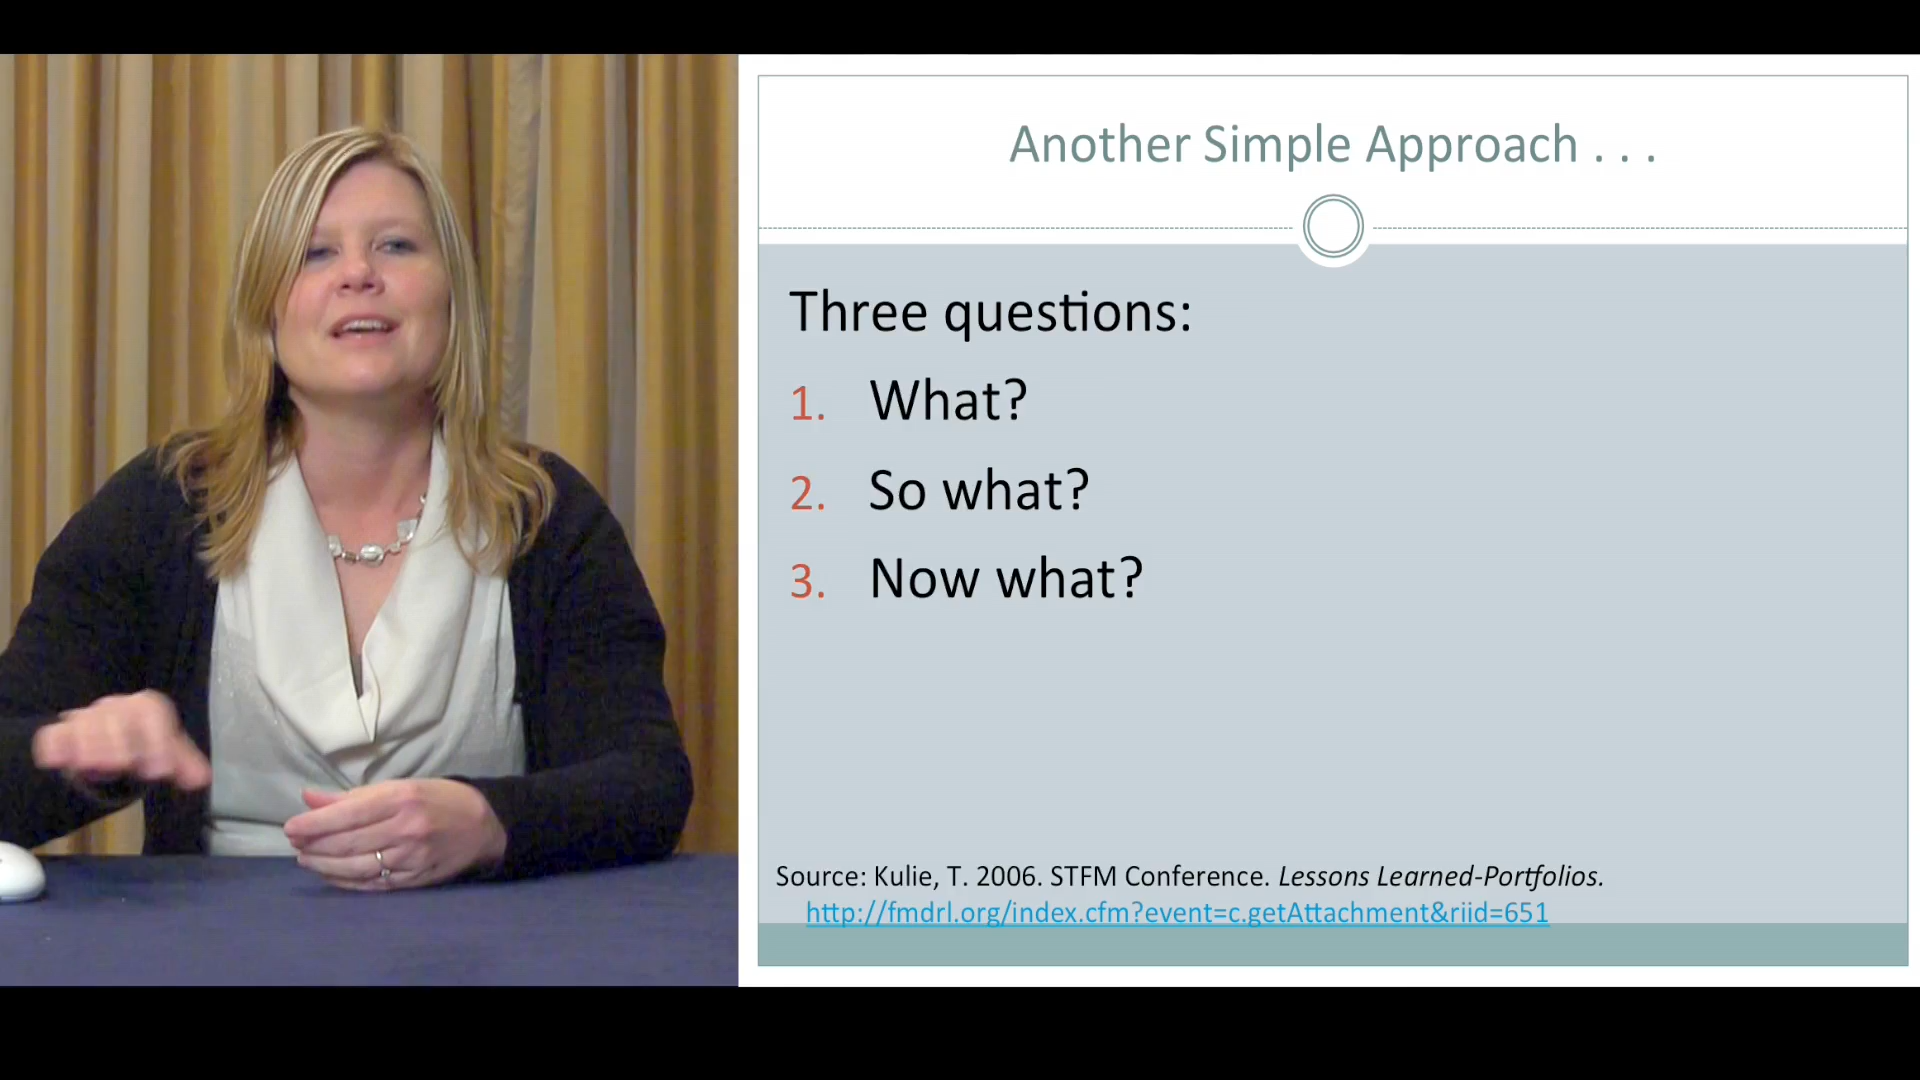 Another Simple Approach . . .
Three questions:
1. What?
2. So what?
3. Now what?
Source: Kulie, T. 2006. STFM Conference. Lessons Learned-Portfolios.
http://fmdrl.org/index.cfm?event=c.getAttachment&riid=651